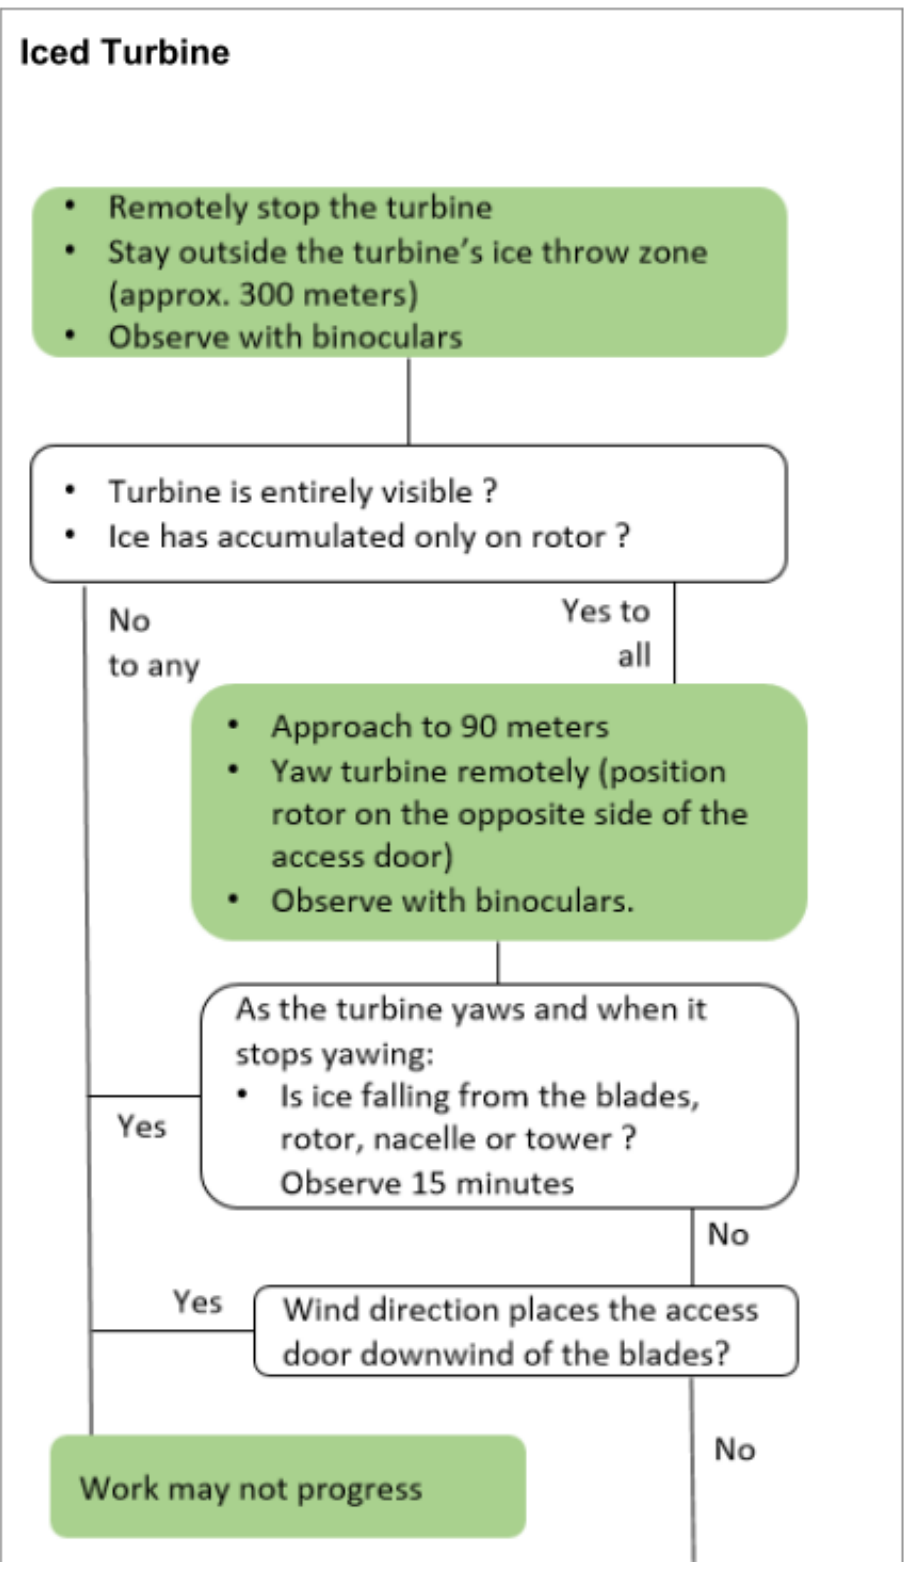 Iced Turbine
• Remotely stop the turbine
• Stay outside the turbine's ice throw zone
(approx. 300 meters)
• Observe with binoculars
• Turbine is entirely visible ?
• Ice has accumulated only on rotor ?
No
to any
Yes to
all
• Approach to 90 meters
• Yaw turbine remotely (position
rotor on the opposite side of the
access door)
• Observe with binoculars.
As the turbine yaws and when it
stops yawing:
• Is ice falling from the blades,
rotor, nacelle or tower ?
Observe 15 minutes
Yes
No
Yes
Wind direction places the access
door downwind of the blades?
No
Work may not progress